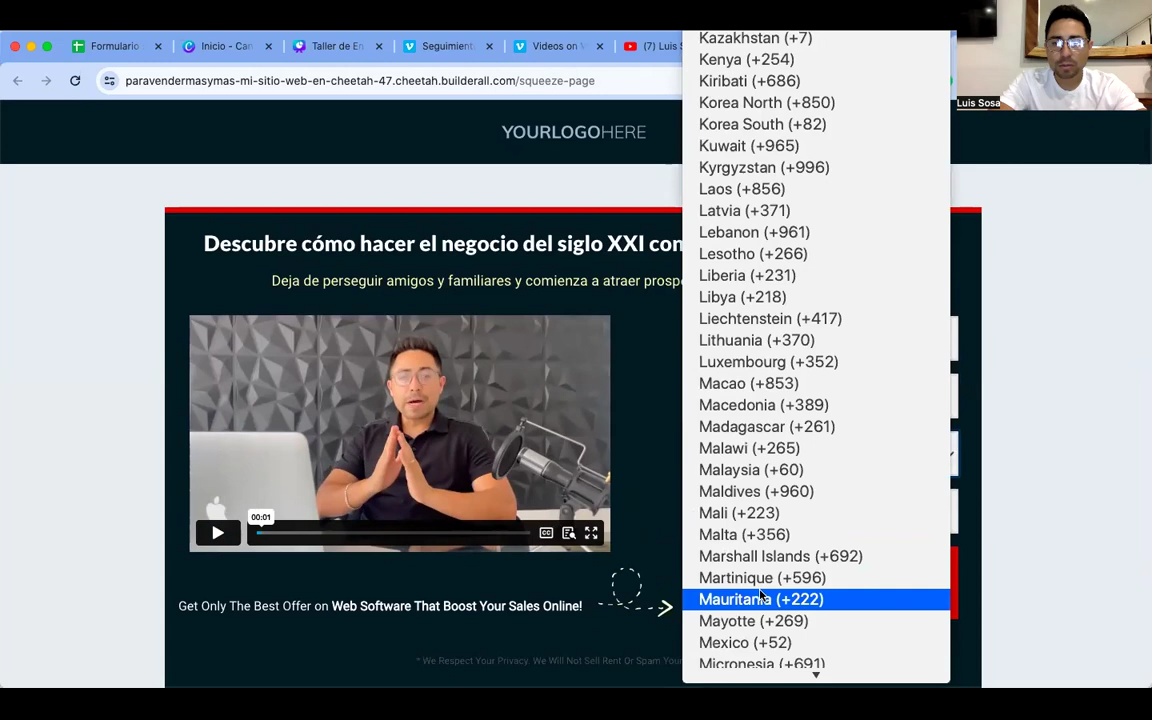 Formulario
Inicio - Can
Taller de En
Seguimient
Videos on V
(7) Luis S
paravendermasymas-mi-sitio-web-en-cheetah-47.cheetah.builderall.com/squeeze-page
Luis Sosa
YOURLOGOHERE
Descubre cómo hacer el negocio del siglo XXI con
Deja de perseguir amigos y familiares y comienza a atraer prospe
00:01
CC
Get Only The Best Offer on Web Software That Boost Your Sales Online!
* We Respect Your Privacy. We Will Not Sell Rent Or Spam Your
Kazakhstan (+7)
Kenya (+254)
Kiribati (+686)
Korea North (+850)
Korea South (+82)
Kuwait (+965)
Kyrgyzstan (+996)
Laos (+856)
Latvia (+371)
Lebanon (+961)
Lesotho (+266)
Liberia (+231)
Libya (+218)
Liechtenstein (+417)
Lithuania (+370)
Luxembourg (+352)
Macao (+853)
Macedonia (+389)
Madagascar (+261)
Malawi (+265)
Malaysia (+60)
Maldives (+960)
Mali (+223)
Malta (+356)
Marshall Islands (+692)
Martinique (+596)
Mauritania (+222)
Mayotte (+269)
Mexico (+52)
Micronesia (+691)